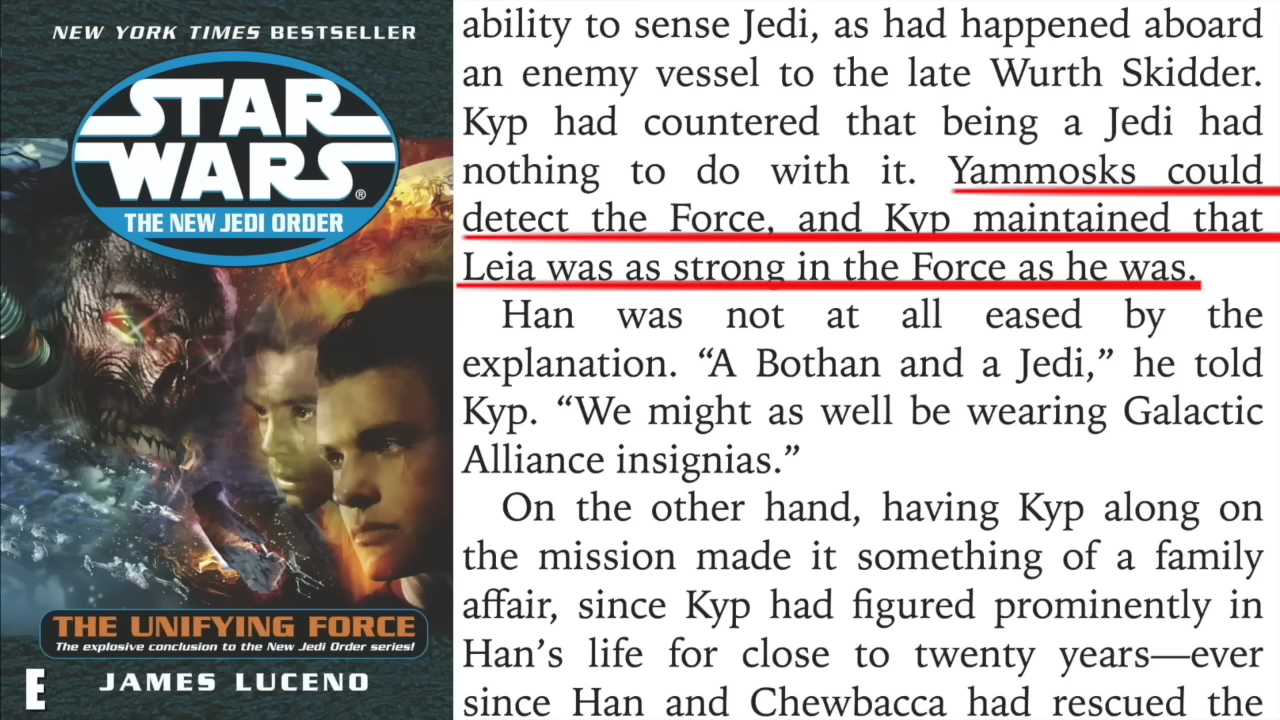 NEW YORK TIMES BESTSELLER
STAR
WARS®
THE NEW JEDI ORDER
THE UNIFYING FORCE
The explosive conclusion to the New Jedi Order series!
E
JAMES LUCENO
ability to sense Jedi, as had happened aboard
an enemy vessel to the late Wurth Skidder.
Kyp had countered that being a Jedi had
nothing to do with it. Yammosks could
detect the Force, and Kyp maintained that
Leia was as strong in the Force as he was.
Han was not at all eased by the
explanation. “A Bothan and a Jedi,” he told
Kyp. “We might as well be wearing Galactic
Alliance insignias.”
On the other hand, having Kyp along on
the mission made it something of a family
affair, since Kyp had figured prominently in
Han’s life for close to twenty years—ever
since Han and Chewbacca had rescued the